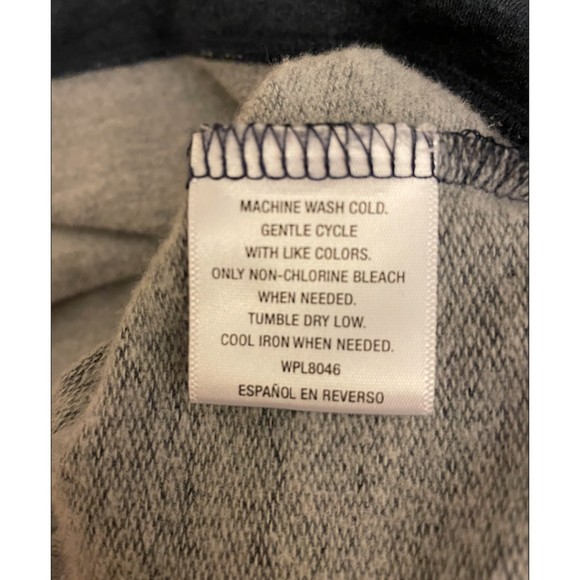 MACHINE WASH COLD.
GENTLE CYCLE
WITH LIKE COLORS.
ONLY NON-CHLORINE BLEACH
WHEN NEEDED.
TUMBLE DRY LOW.
COOL IRON WHEN NEEDED.
WPL8046
ESPAÑOL EN REVERSO